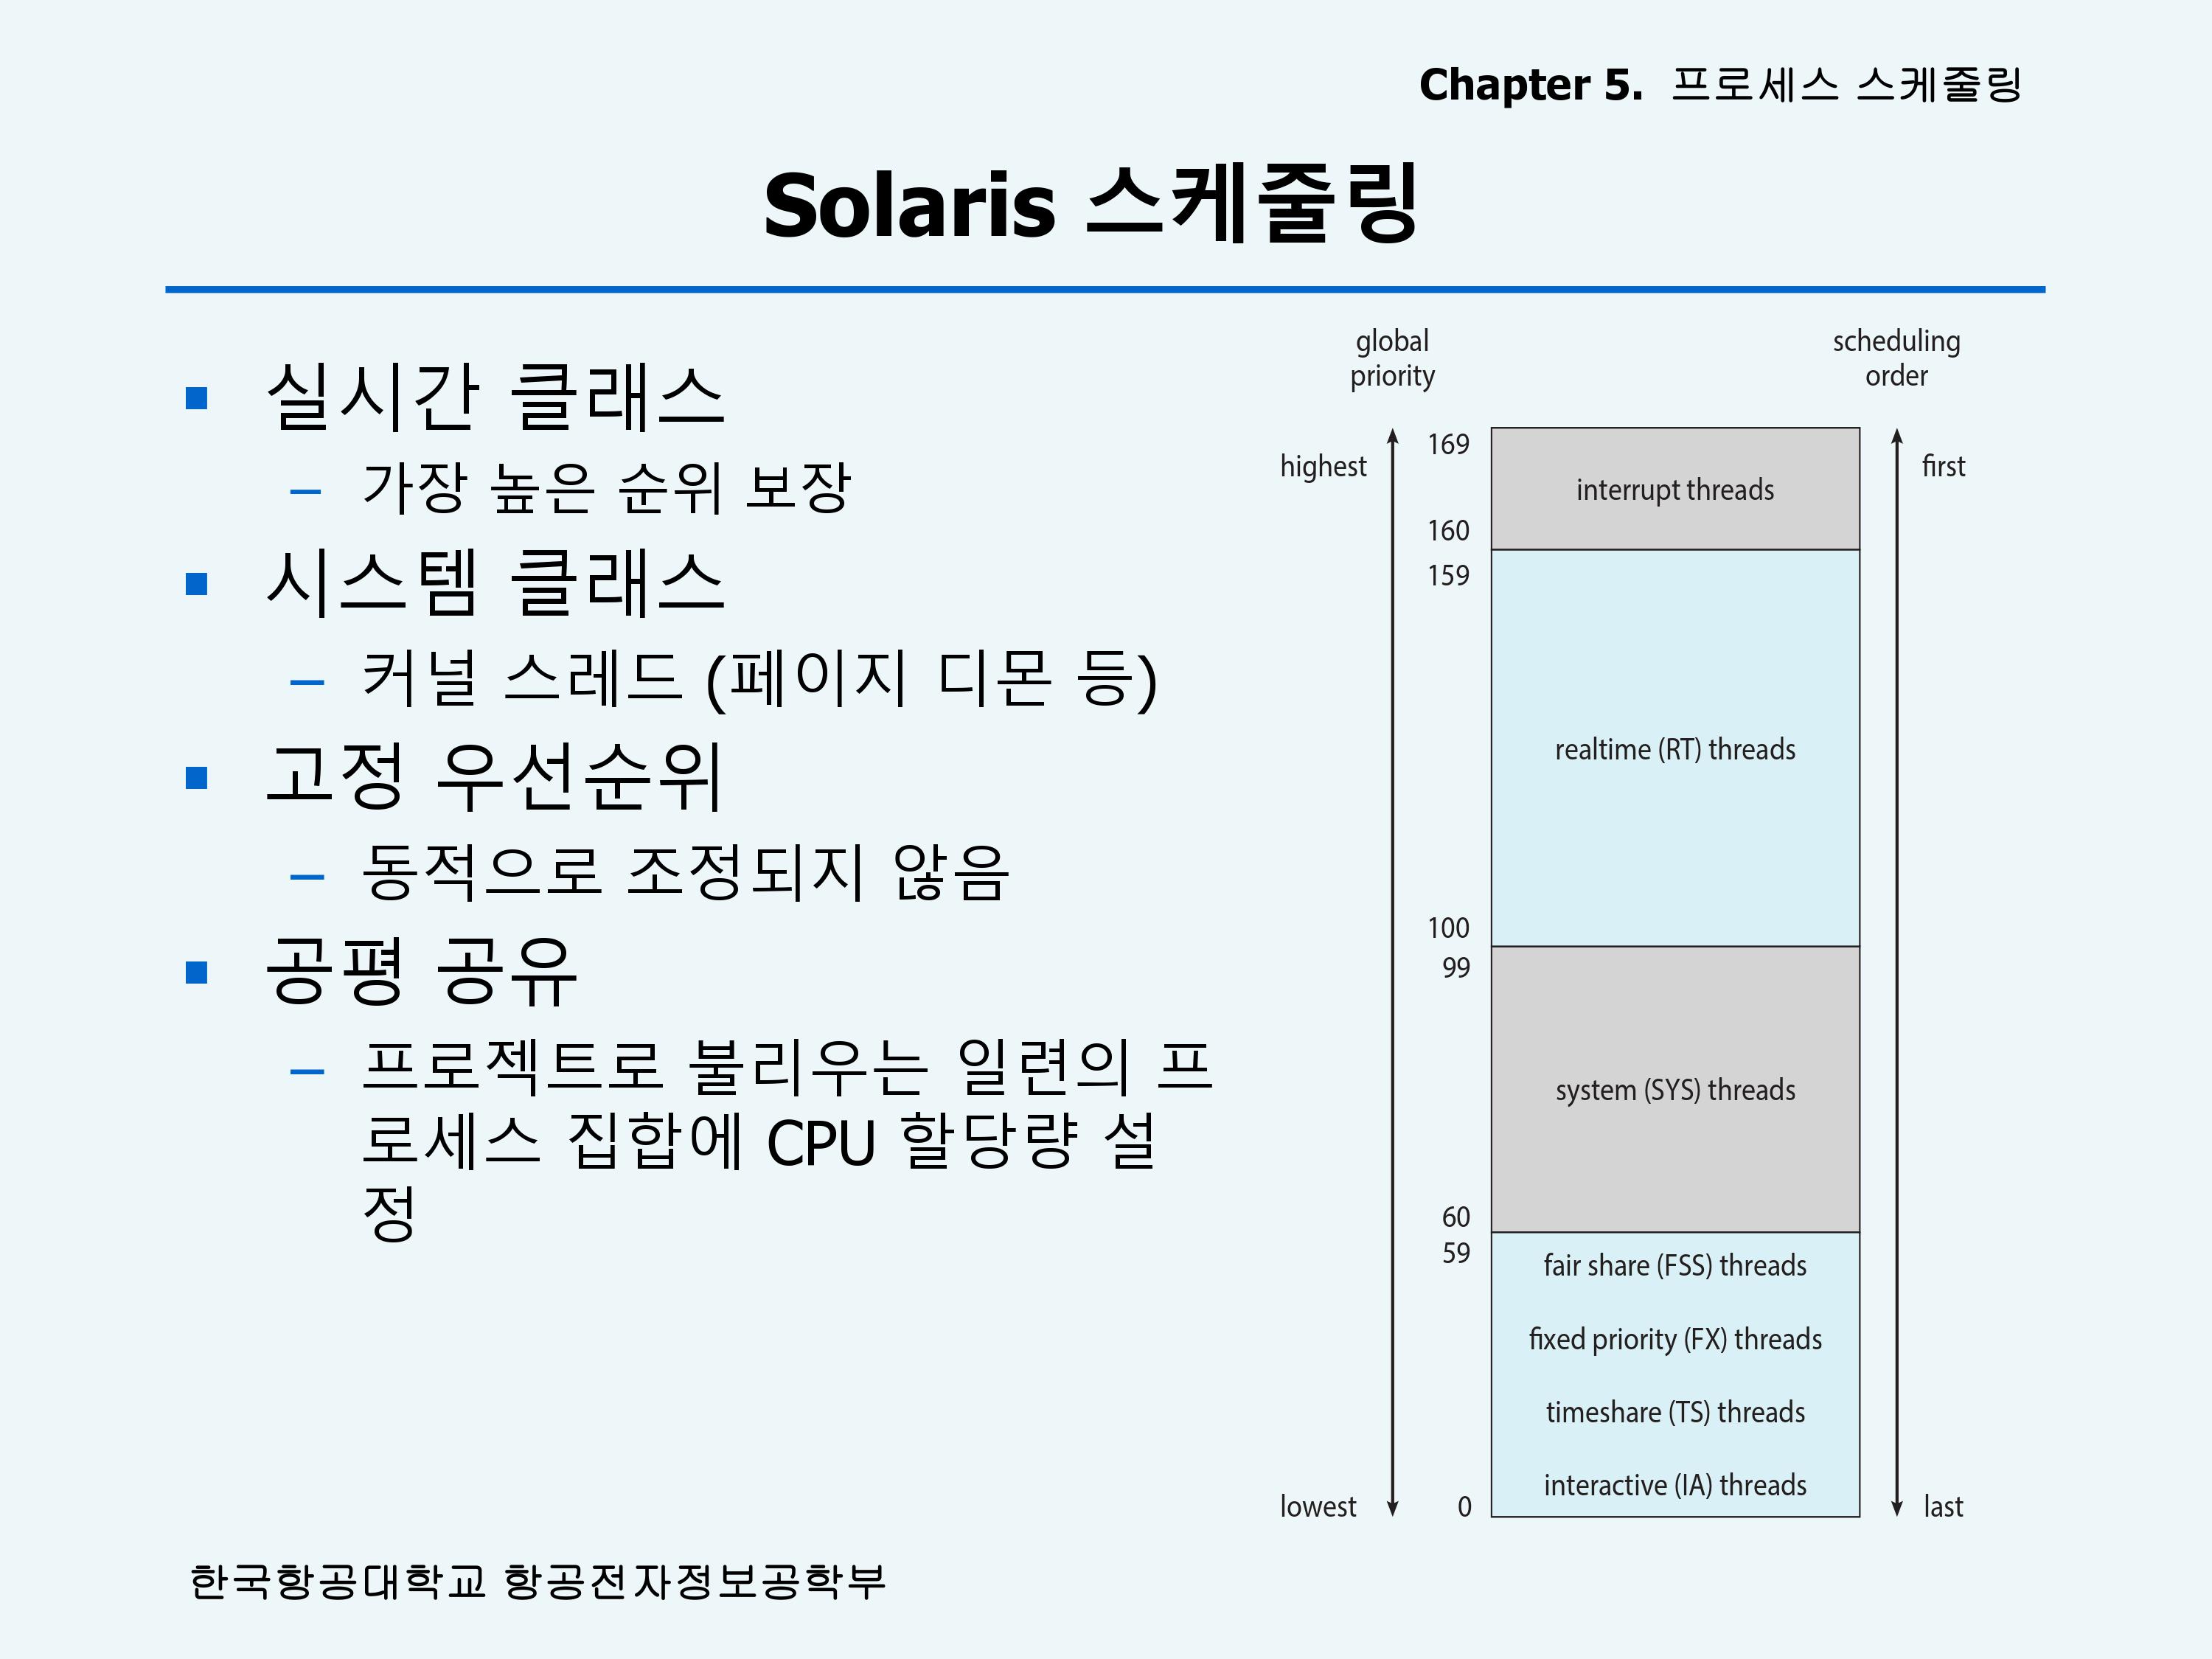 Chapter 5. 프로세스 스케줄링
Solaris 스케줄링
▪ 실시간 클래스
– 가장 높은 순위 보장
▪ 시스템 클래스
– 커널 스레드 (페이지 디몬 등)
▪ 고정 우선순위
– 동적으로 조정되지 않음
▪ 공평 공유
– 프로젝트로 불리우는 일련의 프
로세스 집합에 CPU 할당량 설
정
global
priority
scheduling
order
highest
169
first
interrupt threads
160
159
realtime (RT) threads
100
99
system (SYS) threads
60
59
fair share (FSS) threads
fixed priority (FX) threads
timeshare (TS) threads
interactive (IA) threads
lowest
0
last
한국항공대학교 항공전자정보공학부